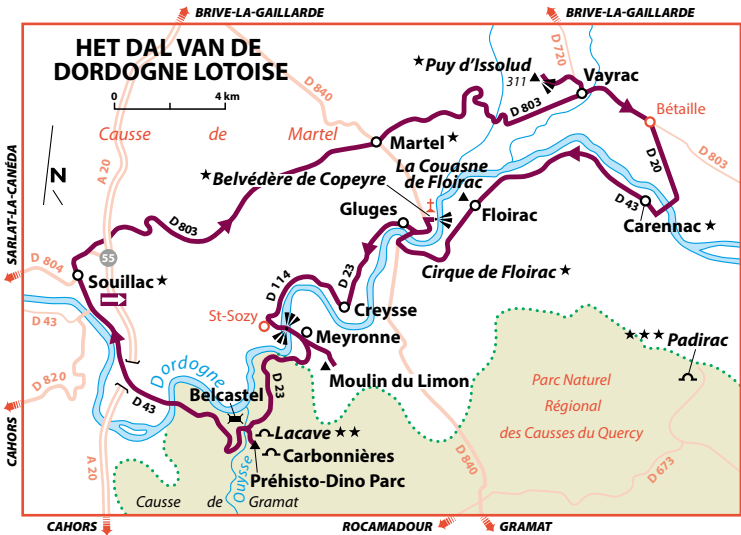 BRIVE-LA-GAILLARDE
BRIVE-LA-GAILLARDE
HET DAL VAN DE
DORDOGNE LOTOISE
0 4 km
D 840
D 720
★ Puy d'Issolud
311
Vayrac
D 803
Bétaille
Causse de Martel
Martel ★
D 20
D 803
A 20
N
SARLAT-LA-CANÉDA
La Couasne
de Floirac
★ Belvédère de Copeyre
Gluges
Floirac
D 43
Carennac ★
D 803
55
D 804
Souillac ★
D 114
D 23
Cirque de Floirac ★
Creysse
D 43
St-Sozy
Meyronne
★★★ Padirac
Dordogne
Moulin du Limon
D 820
D 43
Belcastel
D 23
Parc Naturel
Régional
des Causses du Quercy
CAHORS
Lacave ★★
Carbonnières
A 20
Ouysse
Préhisto-Dino Parc
D 840
D 673
Causse de Gramat
CAHORS
ROCAMADOUR
GRAMAT